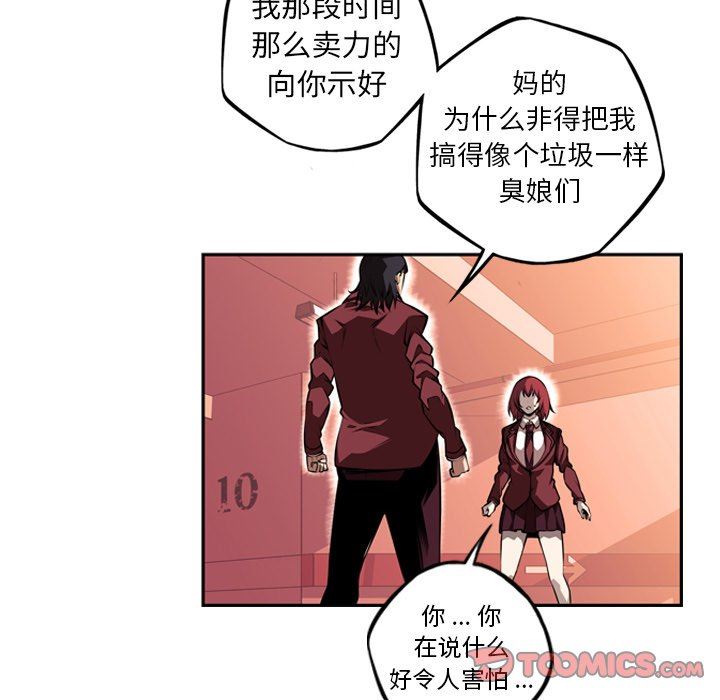 我那段时间
那么卖力的
向你示好
妈的
为什么非得把我
搞得像个垃圾一样
臭娘们
10
你 ... 你
在说什么
好令人害怕 ...
TOOMICS.COM